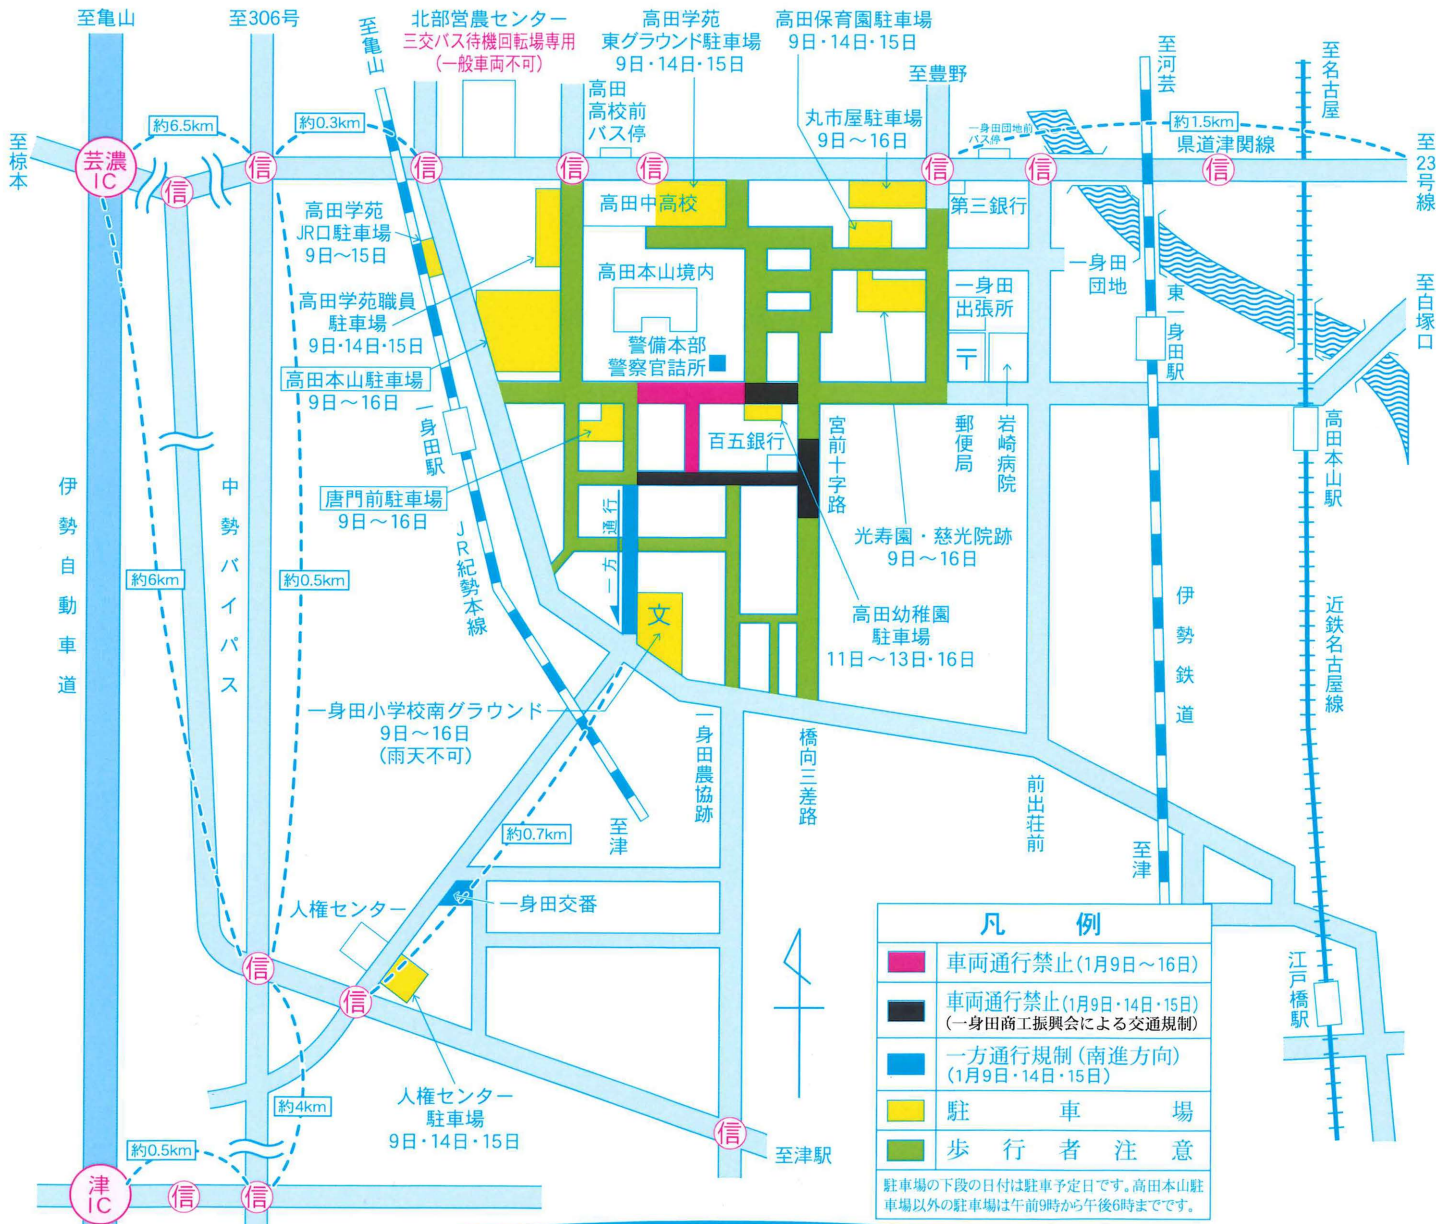 至亀山
至306号
至亀山
北部営農センター
三交バス待機回転場専用
(一般車両不可)
高田学苑
東グラウンド駐車場
9日・14日・15日
高田保育園駐車場
9日・14日・15日
至豊野
至河芸
至名古屋
高田
高校前
バス停
丸市屋駐車場
9日〜16日
一身田団地前
バス停
約1.5km
県道津関線
至23号線
至椋本
約6.5km
約0.3km
芸濃
IC
信
信
信
信
信
信
信
信
高田学苑
JR口駐車場
9日〜15日
高田中高校
第三銀行
高田本山境内
一身田
団地
一身田
出張所
東一身田駅
至白塚口
高田学苑職員
駐車場
9日・14日・15日
警備本部
警察官詰所
〒
高田本山駐車場
9日〜16日
一身田駅
百五銀行
宮前十字路
郵便局
岩崎病院
高田本山駅
唐門前駐車場
9日〜16日
一方通行
光寿園・慈光院跡
9日〜16日
伊勢自動車道
中勢バイパス
約6km
約0.5km
JR紀勢本線
文
高田幼稚園
駐車場
11日〜13日・16日
伊勢鉄道
近鉄名古屋線
一身田小学校南グラウンド
9日〜16日
(雨天不可)
一身田農協跡
橋向三差路
前出荘前
至津
至津
約0.7km
一身田交番
人権センター
信
信
江戸橋駅
人権センター
駐車場
9日・14日・15日
約4km
約0.5km
津
IC
信
信
信
至津駅
凡例
車両通行禁止(1月9日〜16日)
車両通行禁止(1月9日・14日・15日)
(一身田商工振興会による交通規制)
一方通行規制(南進方向)
(1月9日・14日・15日)
駐車場
歩行者注意
駐車場の下段の日付は駐車予定日です。高田本山駐
車場以外の駐車場は午前9時から午後6時までです。